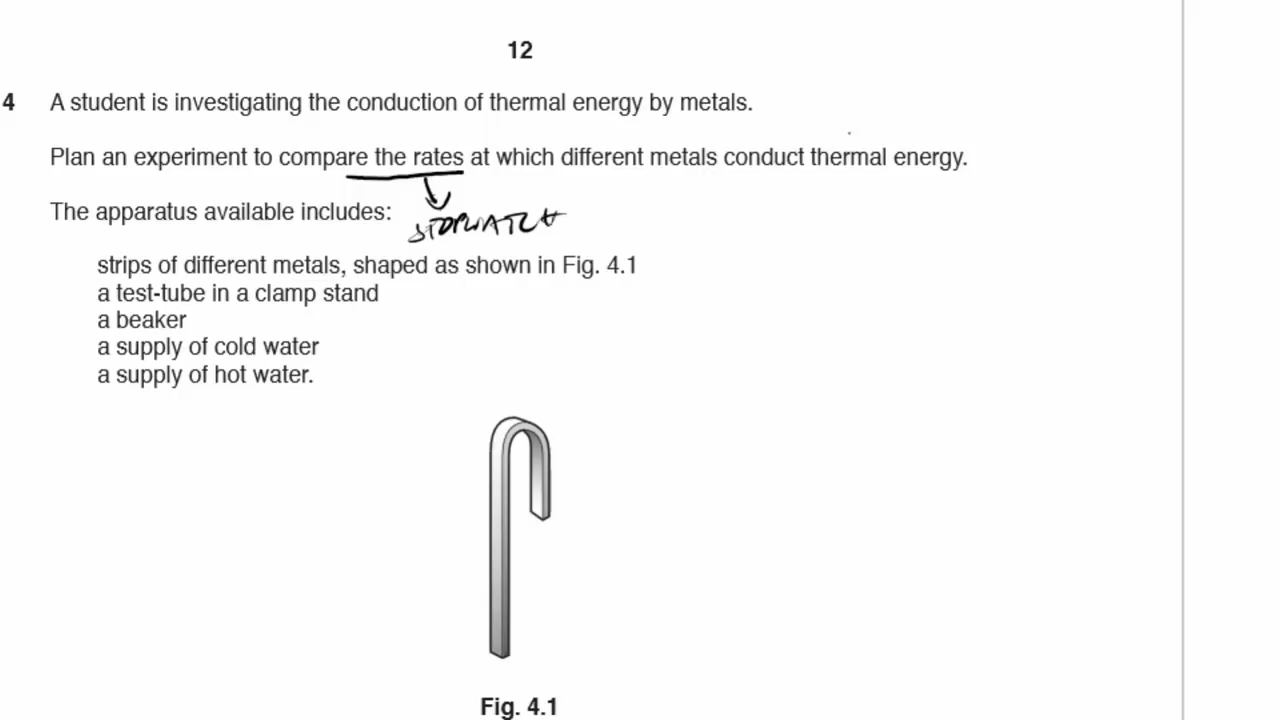 12
4 A student is investigating the conduction of thermal energy by metals.
Plan an experiment to compare the rates at which different metals conduct thermal energy.
The apparatus available includes:
STOPWATCH
strips of different metals, shaped as shown in Fig. 4.1
a test-tube in a clamp stand
a beaker
a supply of cold water
a supply of hot water.
Fig. 4.1